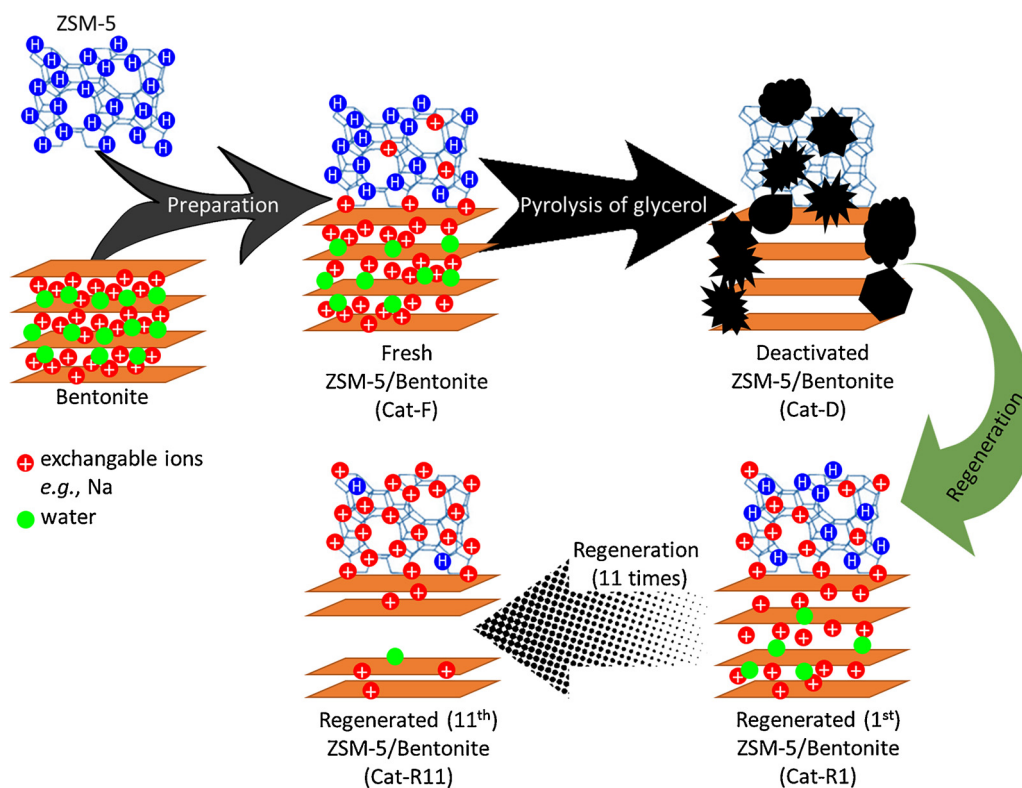 ZSM-5
Preparation
Bentonite
Fresh
ZSM-5/Bentonite
(Cat-F)
Pyrolysis of glycerol
Deactivated
ZSM-5/Bentonite
(Cat-D)
Regeneration
exchangable ions
e.g., Na
water
Regeneration
(11 times)
Regenerated (11th)
ZSM-5/Bentonite
(Cat-R11)
Regenerated (1st)
ZSM-5/Bentonite
(Cat-R1)